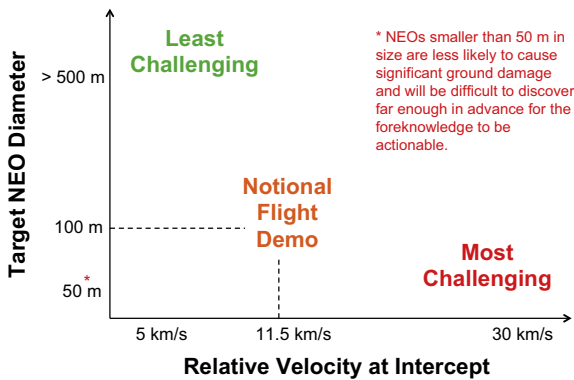 Target NEO Diameter
> 500 m
100 m
*
50 m
Least
Challenging
* NEOs smaller than 50 m in
size are less likely to cause
significant ground damage
and will be difficult to discover
far enough in advance for the
foreknowledge to be
actionable.
Notional
Flight
Demo
Most
Challenging
5 km/s
11.5 km/s
30 km/s
Relative Velocity at Intercept